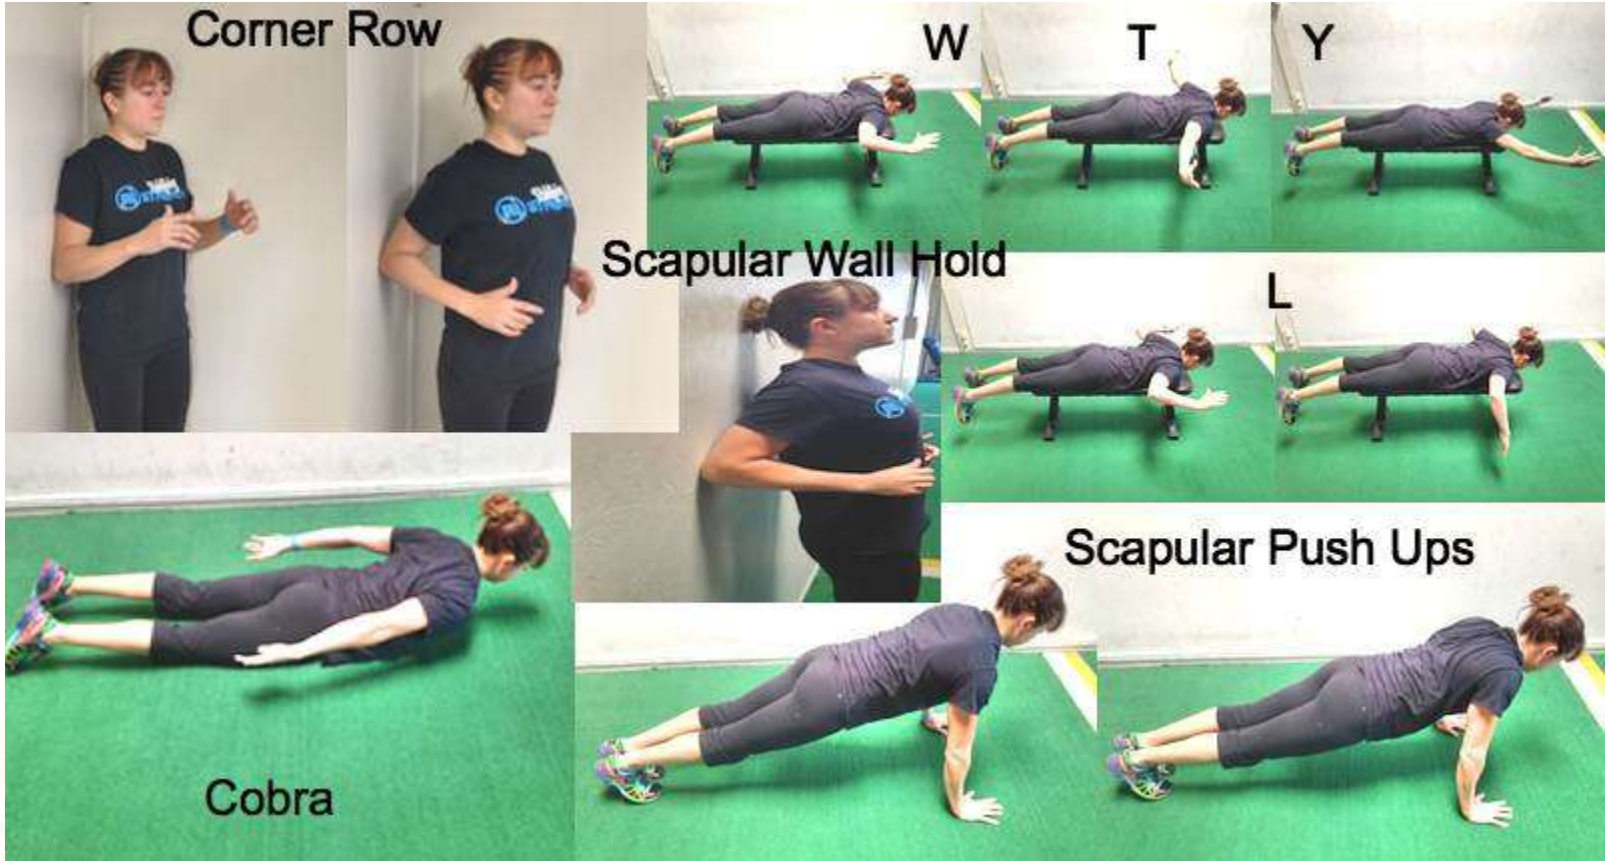 Corner Row
W
T
Y
Scapular Wall Hold
L
Scapular Push Ups
Cobra